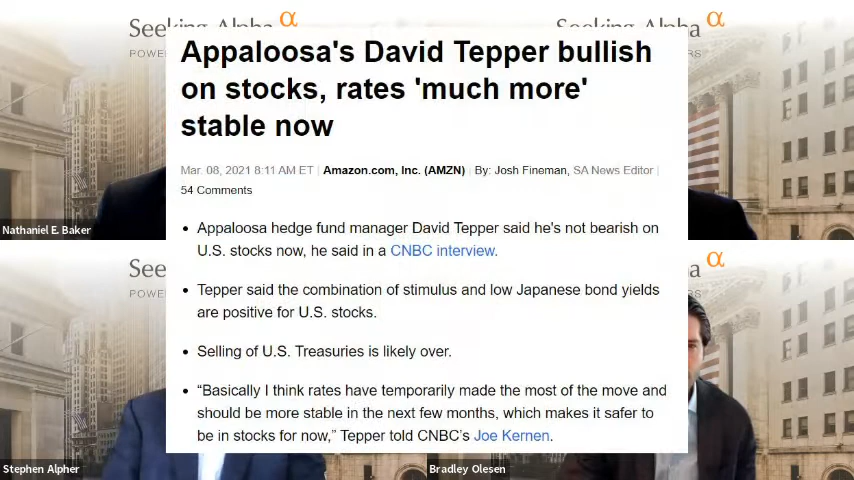 Seeking Alpha α
Seeking Alpha α
Appaloosa's David Tepper bullish
on stocks, rates 'much more'
stable now
Mar. 08, 2021 8:11 AM ET | Amazon.com, Inc. (AMZN) | By: Josh Fineman, SA News Editor |
54 Comments
• Appaloosa hedge fund manager David Tepper said he's not bearish on
U.S. stocks now, he said in a CNBC interview.
• Tepper said the combination of stimulus and low Japanese bond yields
are positive for U.S. stocks.
• Selling of U.S. Treasuries is likely over.
• “Basically I think rates have temporarily made the most of the move and
should be more stable in the next few months, which makes it safer to
be in stocks for now,” Tepper told CNBC’s Joe Kernen.
Nathaniel E. Baker
See
α
Stephen Alpher
Bradley Olesen